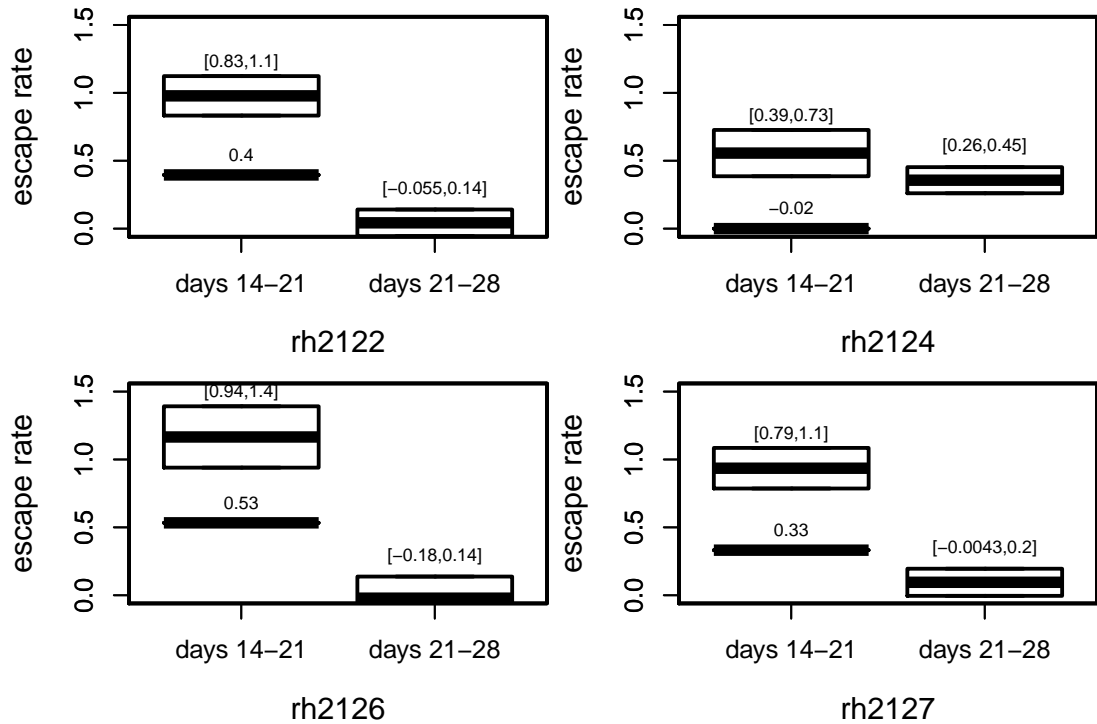 escape rate
0.0 0.5 1.0 1.5
[0.83,1.1]
0.4
[−0.055,0.14]
days 14−21 days 21−28
rh2122
escape rate
0.0 0.5 1.0 1.5
[0.39,0.73]
−0.02
[0.26,0.45]
days 14−21 days 21−28
rh2124
escape rate
0.0 0.5 1.0 1.5
[0.94,1.4]
0.53
[−0.18,0.14]
days 14−21 days 21−28
rh2126
escape rate
0.0 0.5 1.0 1.5
[0.79,1.1]
0.33
[−0.0043,0.2]
days 14−21 days 21−28
rh2127